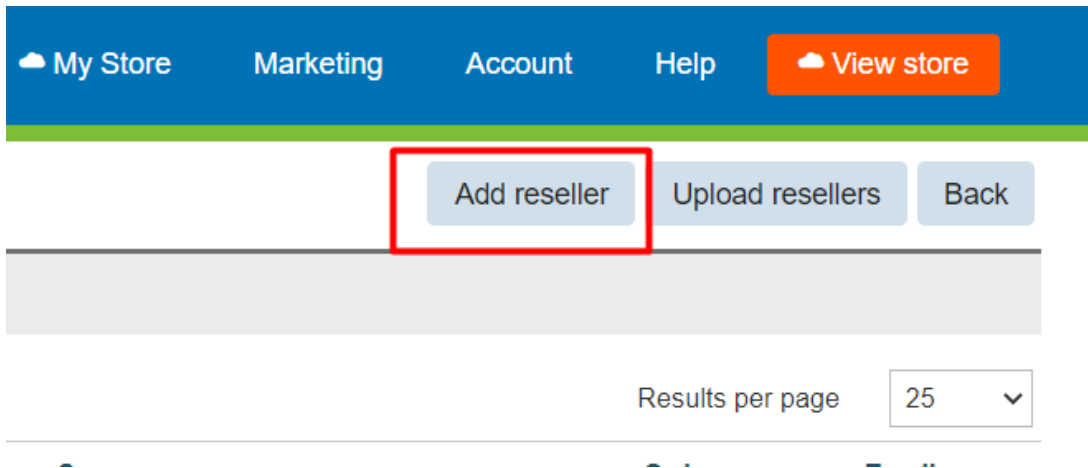 My Store Marketing Account Help View store
Add reseller Upload resellers Back
Results per page 25